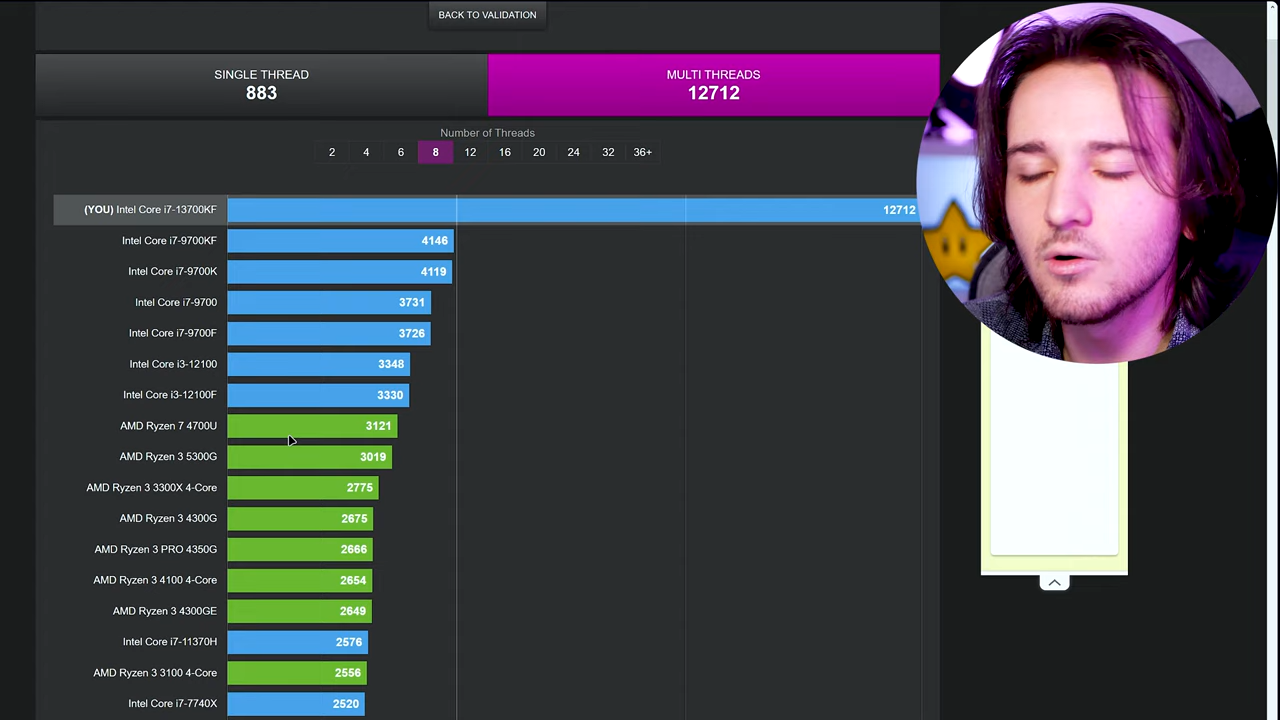 BACK TO VALIDATION
SINGLE THREAD
883
MULTI THREADS
12712
Number of Threads
2 4 6 8 12 16 20 24 32 36+
(YOU) Intel Core i7-13700KF 12712
Intel Core i7-9700KF 4146
Intel Core i7-9700K 4119
Intel Core i7-9700 3731
Intel Core i7-9700F 3726
Intel Core i3-12100 3348
Intel Core i3-12100F 3330
AMD Ryzen 7 4700U 3121
AMD Ryzen 3 5300G 3019
AMD Ryzen 3 3300X 4-Core 2775
AMD Ryzen 3 4300G 2675
AMD Ryzen 3 PRO 4350G 2666
AMD Ryzen 3 4100 4-Core 2654
AMD Ryzen 3 4300GE 2649
Intel Core i7-11370H 2576
AMD Ryzen 3 3100 4-Core 2556
Intel Core i7-7740X 2520